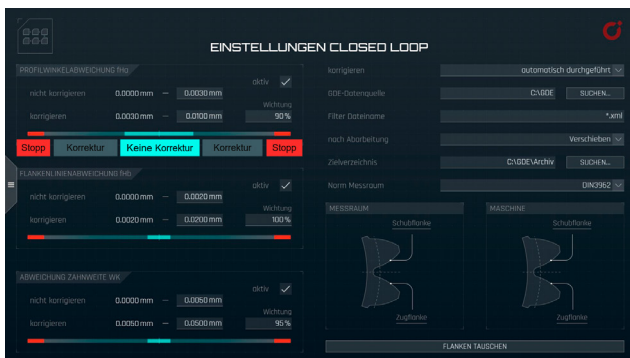 EINSTELLUNGEN CLOSED LOOP
PROFILWINKELABWEICHUNG fHα
aktiv
nicht korrigieren 0.0000 mm — 0.0030 mm
Wichtung
korrigieren 0.0030 mm — 0.0100 mm 90 %
Stopp Korrektur Keine Korrektur Korrektur Stopp
FLANKENLINIENABWEICHUNG fHb
aktiv
nicht korrigieren 0.0000 mm — 0.0020 mm
Wichtung
korrigieren 0.0020 mm — 0.0200 mm 100 %
ABWEICHUNG ZAHNWEITE WK
aktiv
nicht korrigieren 0.0000 mm — 0.0050 mm
Wichtung
korrigieren 0.0050 mm — 0.0500 mm 95 %
korrigieren automatisch durchgeführt
GDE-Datenquelle C:\GDE SUCHEN...
Filter Dateiname *.xml
nach Abarbeitung Verschieben
Zielverzeichnis C:\GDE\Archiv SUCHEN...
Norm Messraum DIN3962
MESSRAUM
Schubflanke
Zugflanke
MASCHINE
Schubflanke
Zugflanke
FLANKEN TAUSCHEN